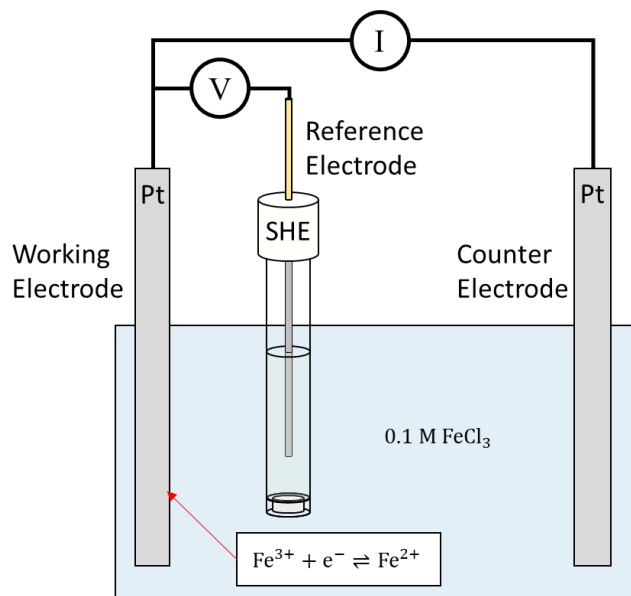 I
V
Reference
Electrode
Pt
Pt
SHE
Working
Electrode
Counter
Electrode
0.1 M FeCl₃
Fe³⁺ + e⁻ ⇌ Fe²⁺